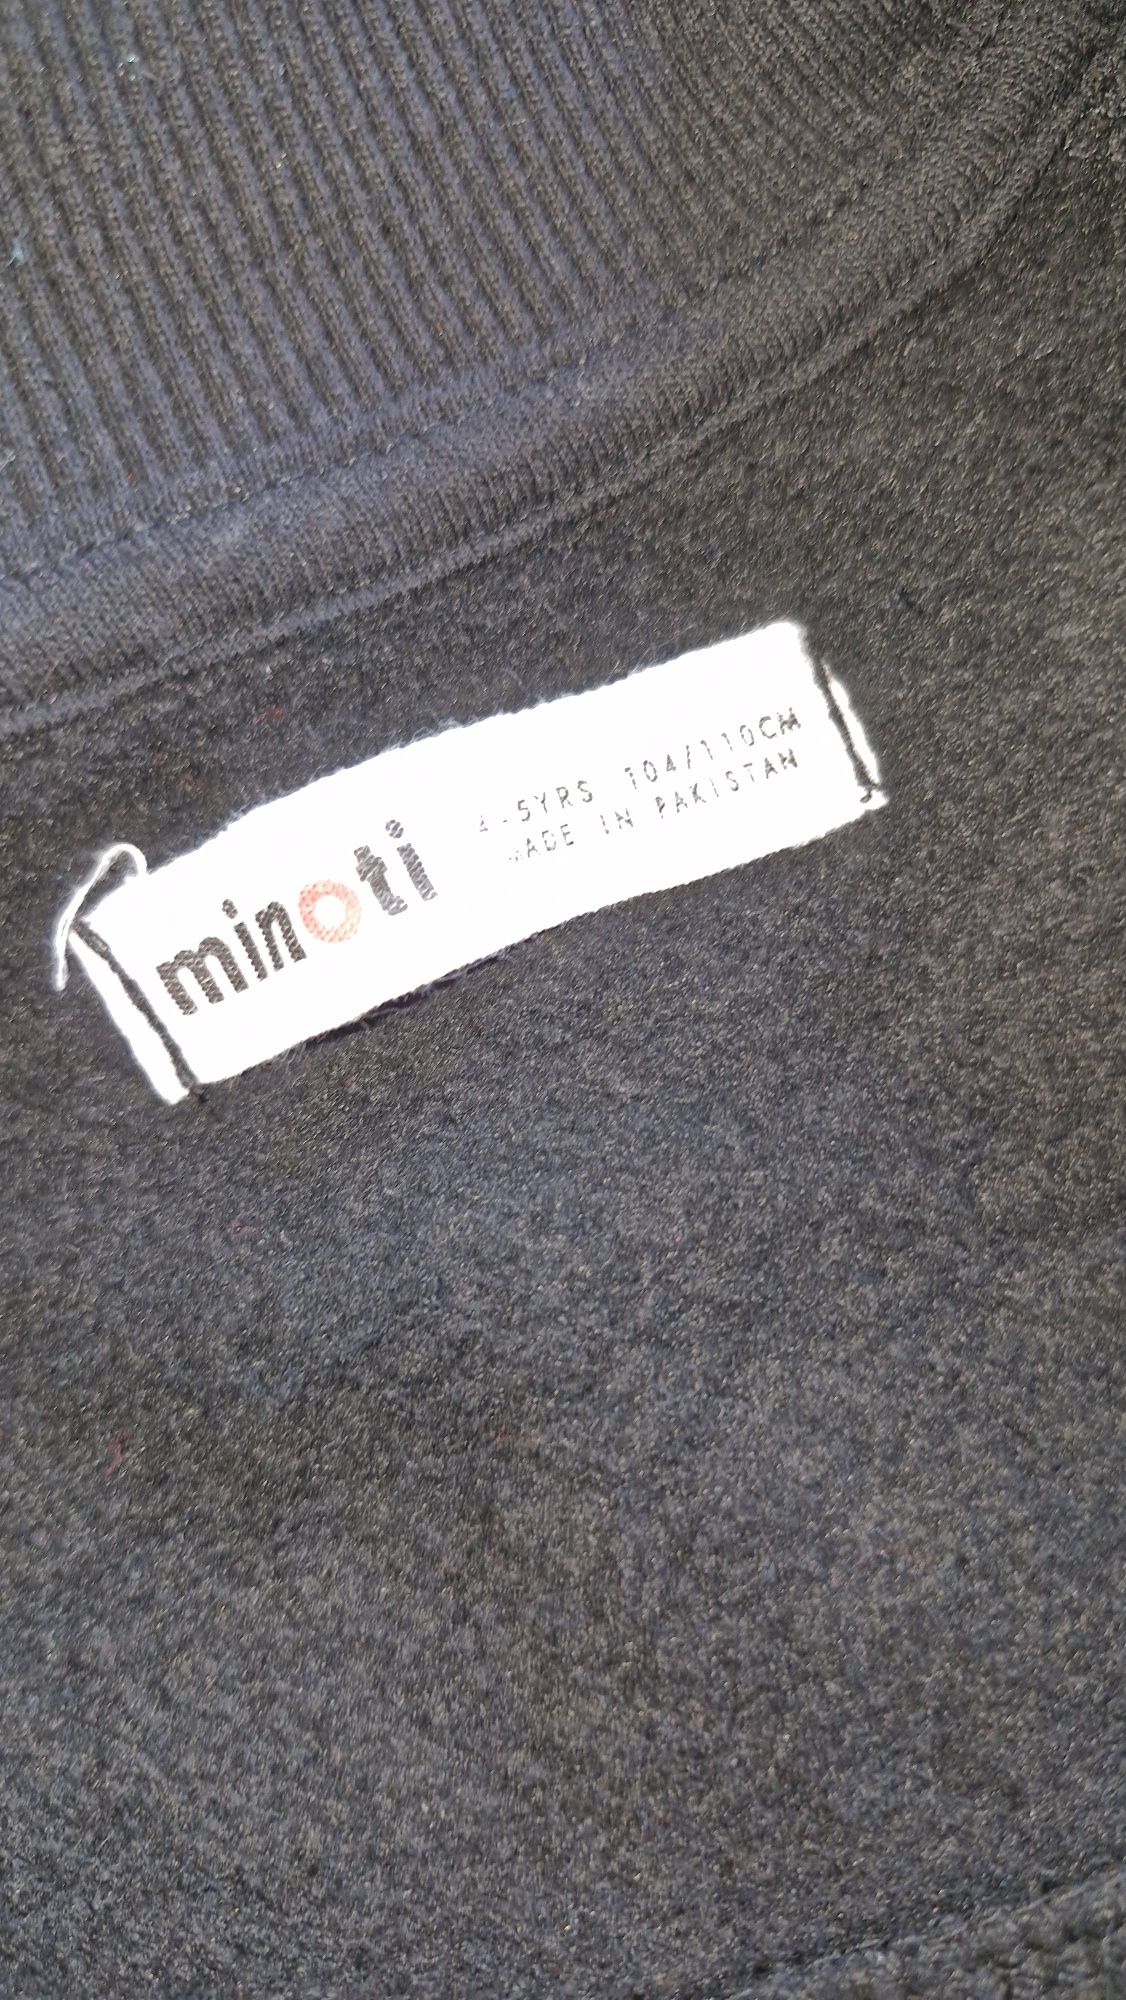 minoti
4-5YRS 104/110CM
MADE IN PAKISTAN